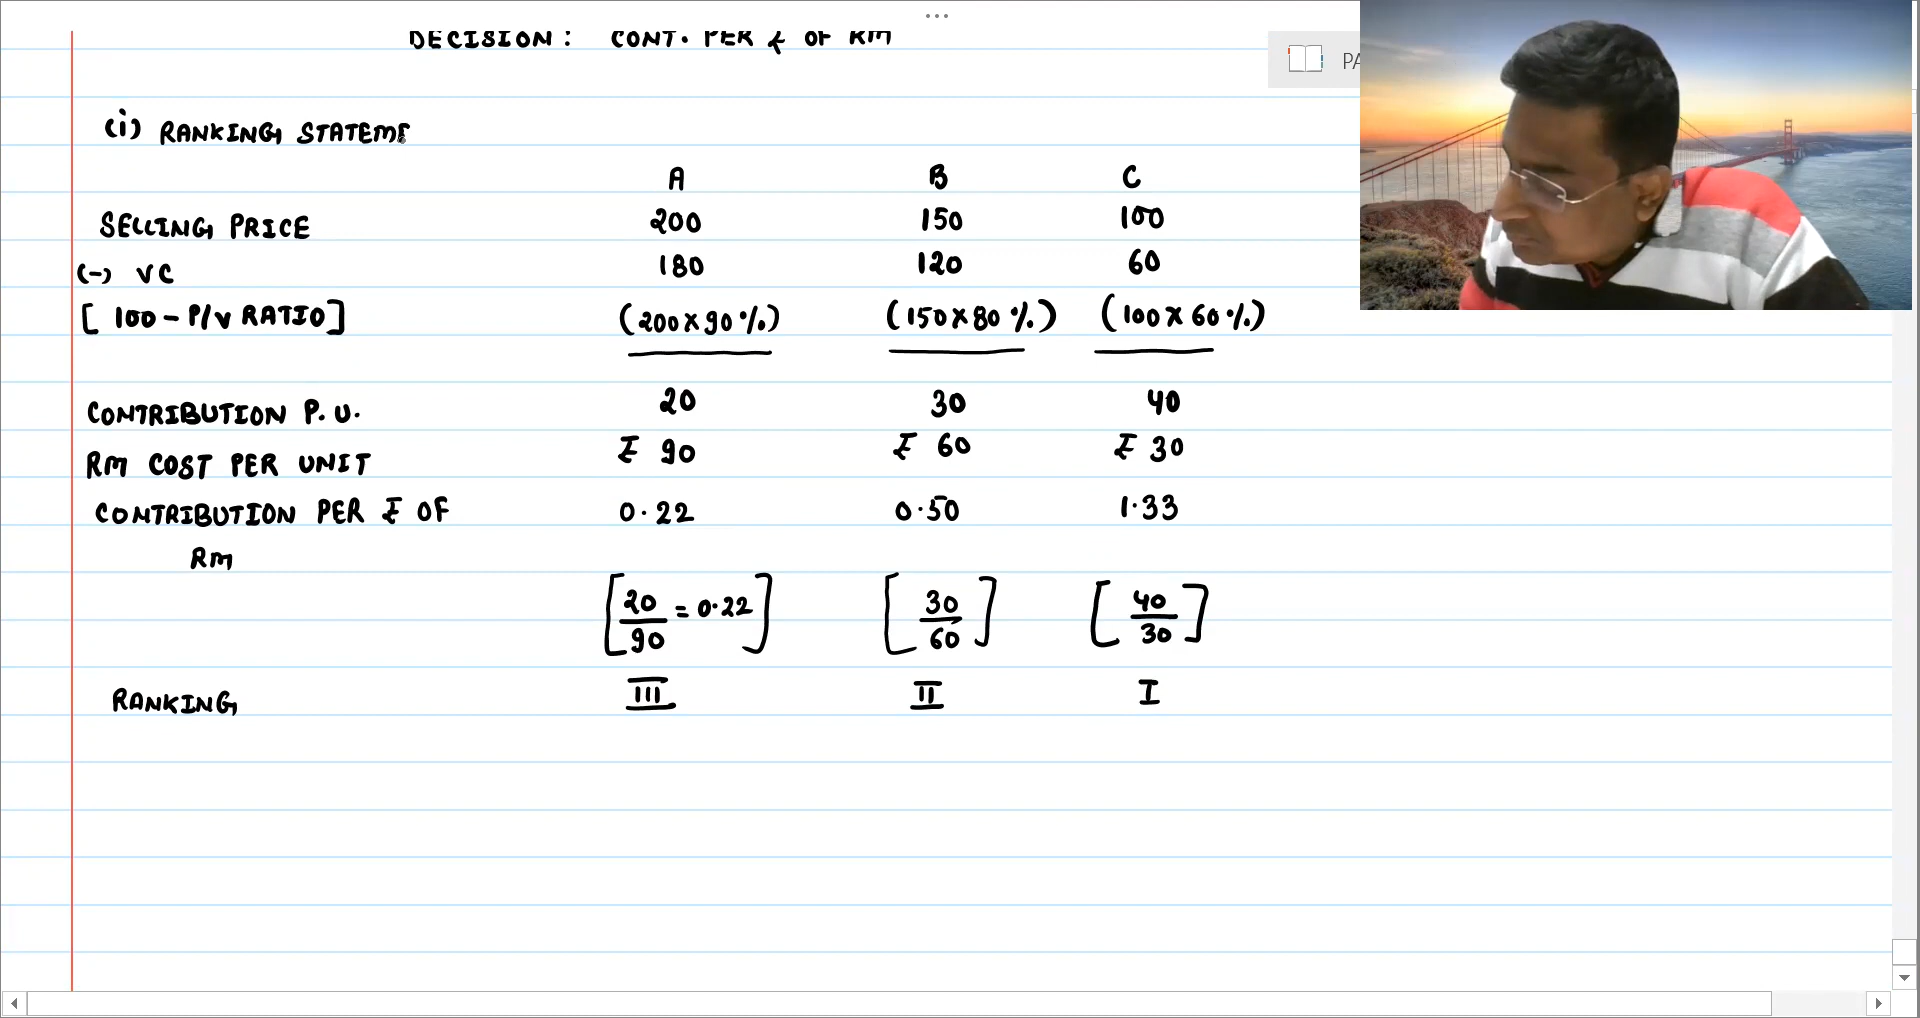 DECISION : CONT. PER ₹ OF RM
PA
(i) RANKING STATEME
A B C
SELLING PRICE 200 150 100
(-) VC 180 120 60
[ 100 - P/V RATIO ] (200 X 90 %) (150 X 80 %) (100 X 60 %)
CONTRIBUTION P. U. 20 30 40
RM COST PER UNIT ₹ 90 ₹ 60 ₹ 30
CONTRIBUTION PER ₹ OF 0.22 0.50 1.33
RM
[ 20/90 = 0.22 ] [ 30/60 ] [ 40/30 ]
RANKING III II I